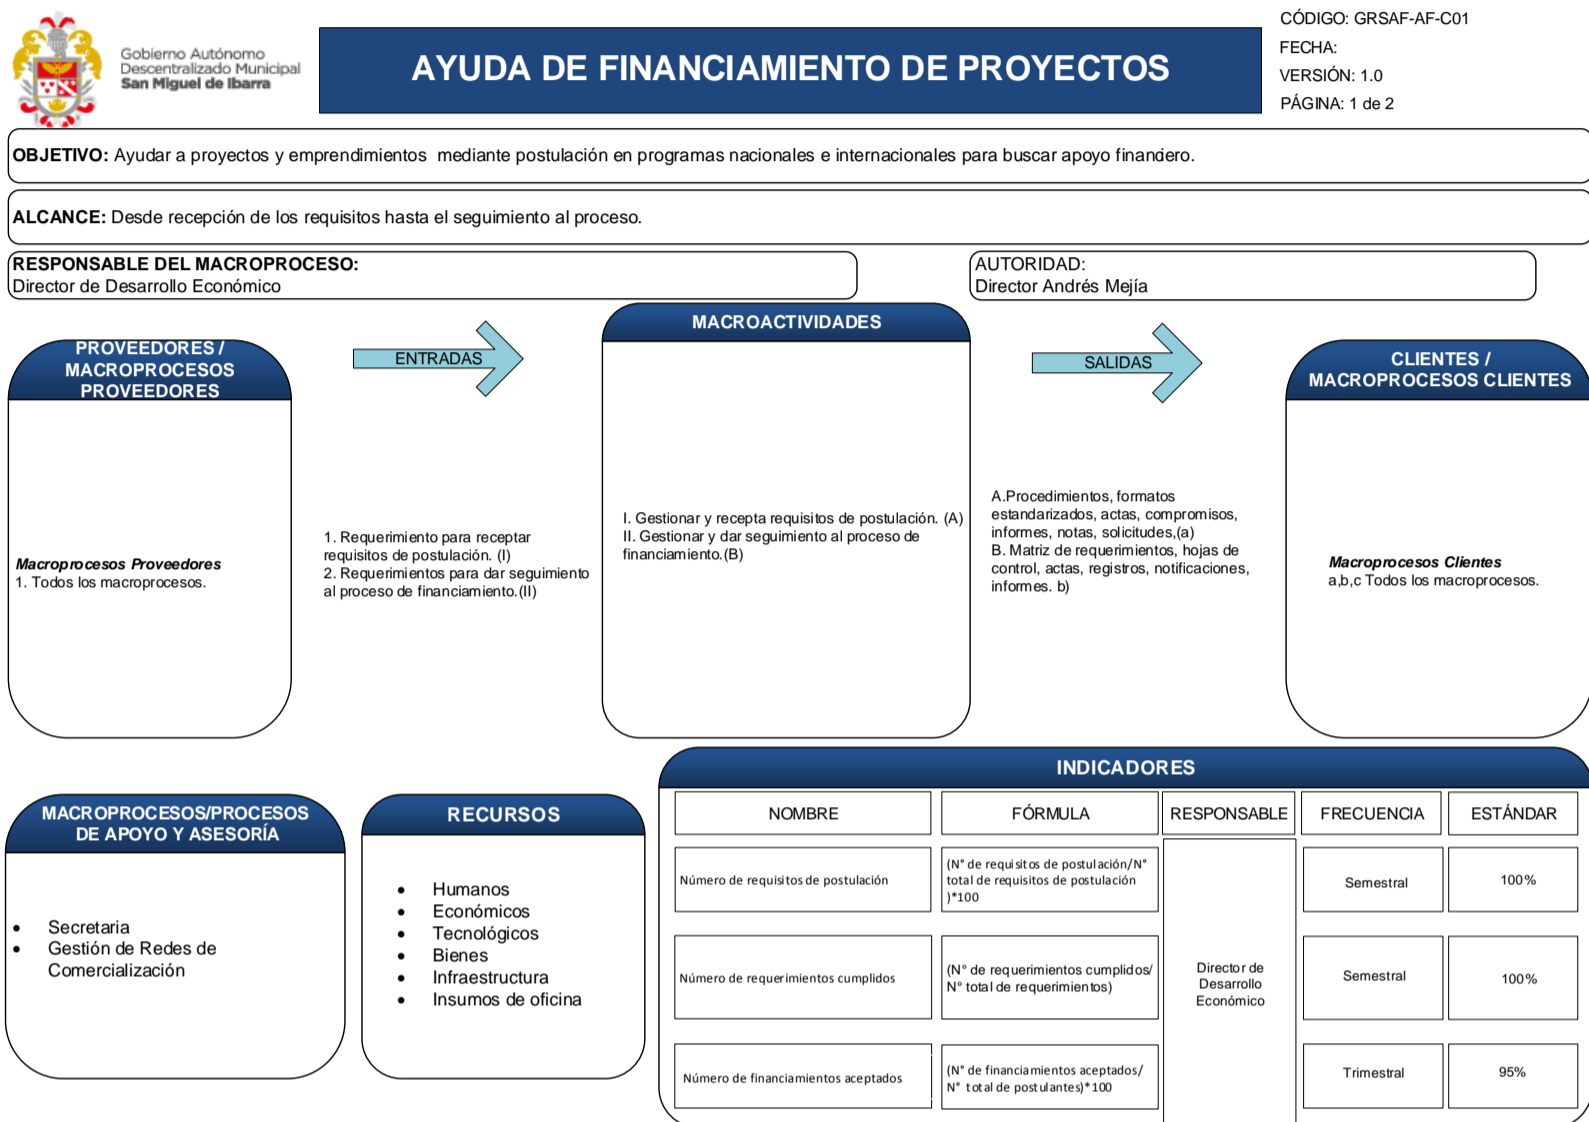 Gobierno Autónomo
Descentralizado Municipal
San Miguel de Ibarra
AYUDA DE FINANCIAMIENTO DE PROYECTOS
CÓDIGO: GRSAF-AF-C01
FECHA:
VERSIÓN: 1.0
PÁGINA: 1 de 2
OBJETIVO: Ayudar a proyectos y emprendimientos mediante postulación en programas nacionales e internacionales para buscar apoyo financiero.
ALCANCE: Desde recepción de los requisitos hasta el seguimiento al proceso.
RESPONSABLE DEL MACROPROCESO:
Director de Desarrollo Económico
AUTORIDAD:
Director Andrés Mejía
PROVEEDORES /
MACROPROCESOS
PROVEEDORES
Macroprocesos Proveedores
1. Todos los macroprocesos.
ENTRADAS
1. Requerimiento para receptar
requisitos de postulación. (I)
2. Requerimientos para dar seguimiento
al proceso de financiamiento.(II)
MACROACTIVIDADES
I. Gestionar y recepta requisitos de postulación. (A)
II. Gestionar y dar seguimiento al proceso de
financiamiento.(B)
SALIDAS
A.Procedimientos, formatos
estandarizados, actas, compromisos,
informes, notas, solicitudes,(a)
B. Matriz de requerimientos, hojas de
control, actas, registros, notificaciones,
informes. b)
CLIENTES /
MACROPROCESOS CLIENTES
Macroprocesos Clientes
a,b,c Todos los macroprocesos.
MACROPROCESOS/PROCESOS
DE APOYO Y ASESORÍA
• Secretaria
• Gestión de Redes de
Comercialización
RECURSOS
• Humanos
• Económicos
• Tecnológicos
• Bienes
• Infraestructura
• Insumos de oficina
INDICADORES
NOMBRE FÓRMULA RESPONSABLE FRECUENCIA ESTÁNDAR
Número de requisitos de postulación
(N° de requisitos de postulación/N°
total de requisitos de postulación
)*100
Semestral
100%
Número de requerimientos cumplidos
(N° de requerimientos cumplidos/
N° total de requerimientos)
Director de
Desarrollo
Económico
Semestral
100%
Número de financiamientos aceptados
(N° de financiamientos aceptados/
N° total de postulantes)*100
Trimestral
95%